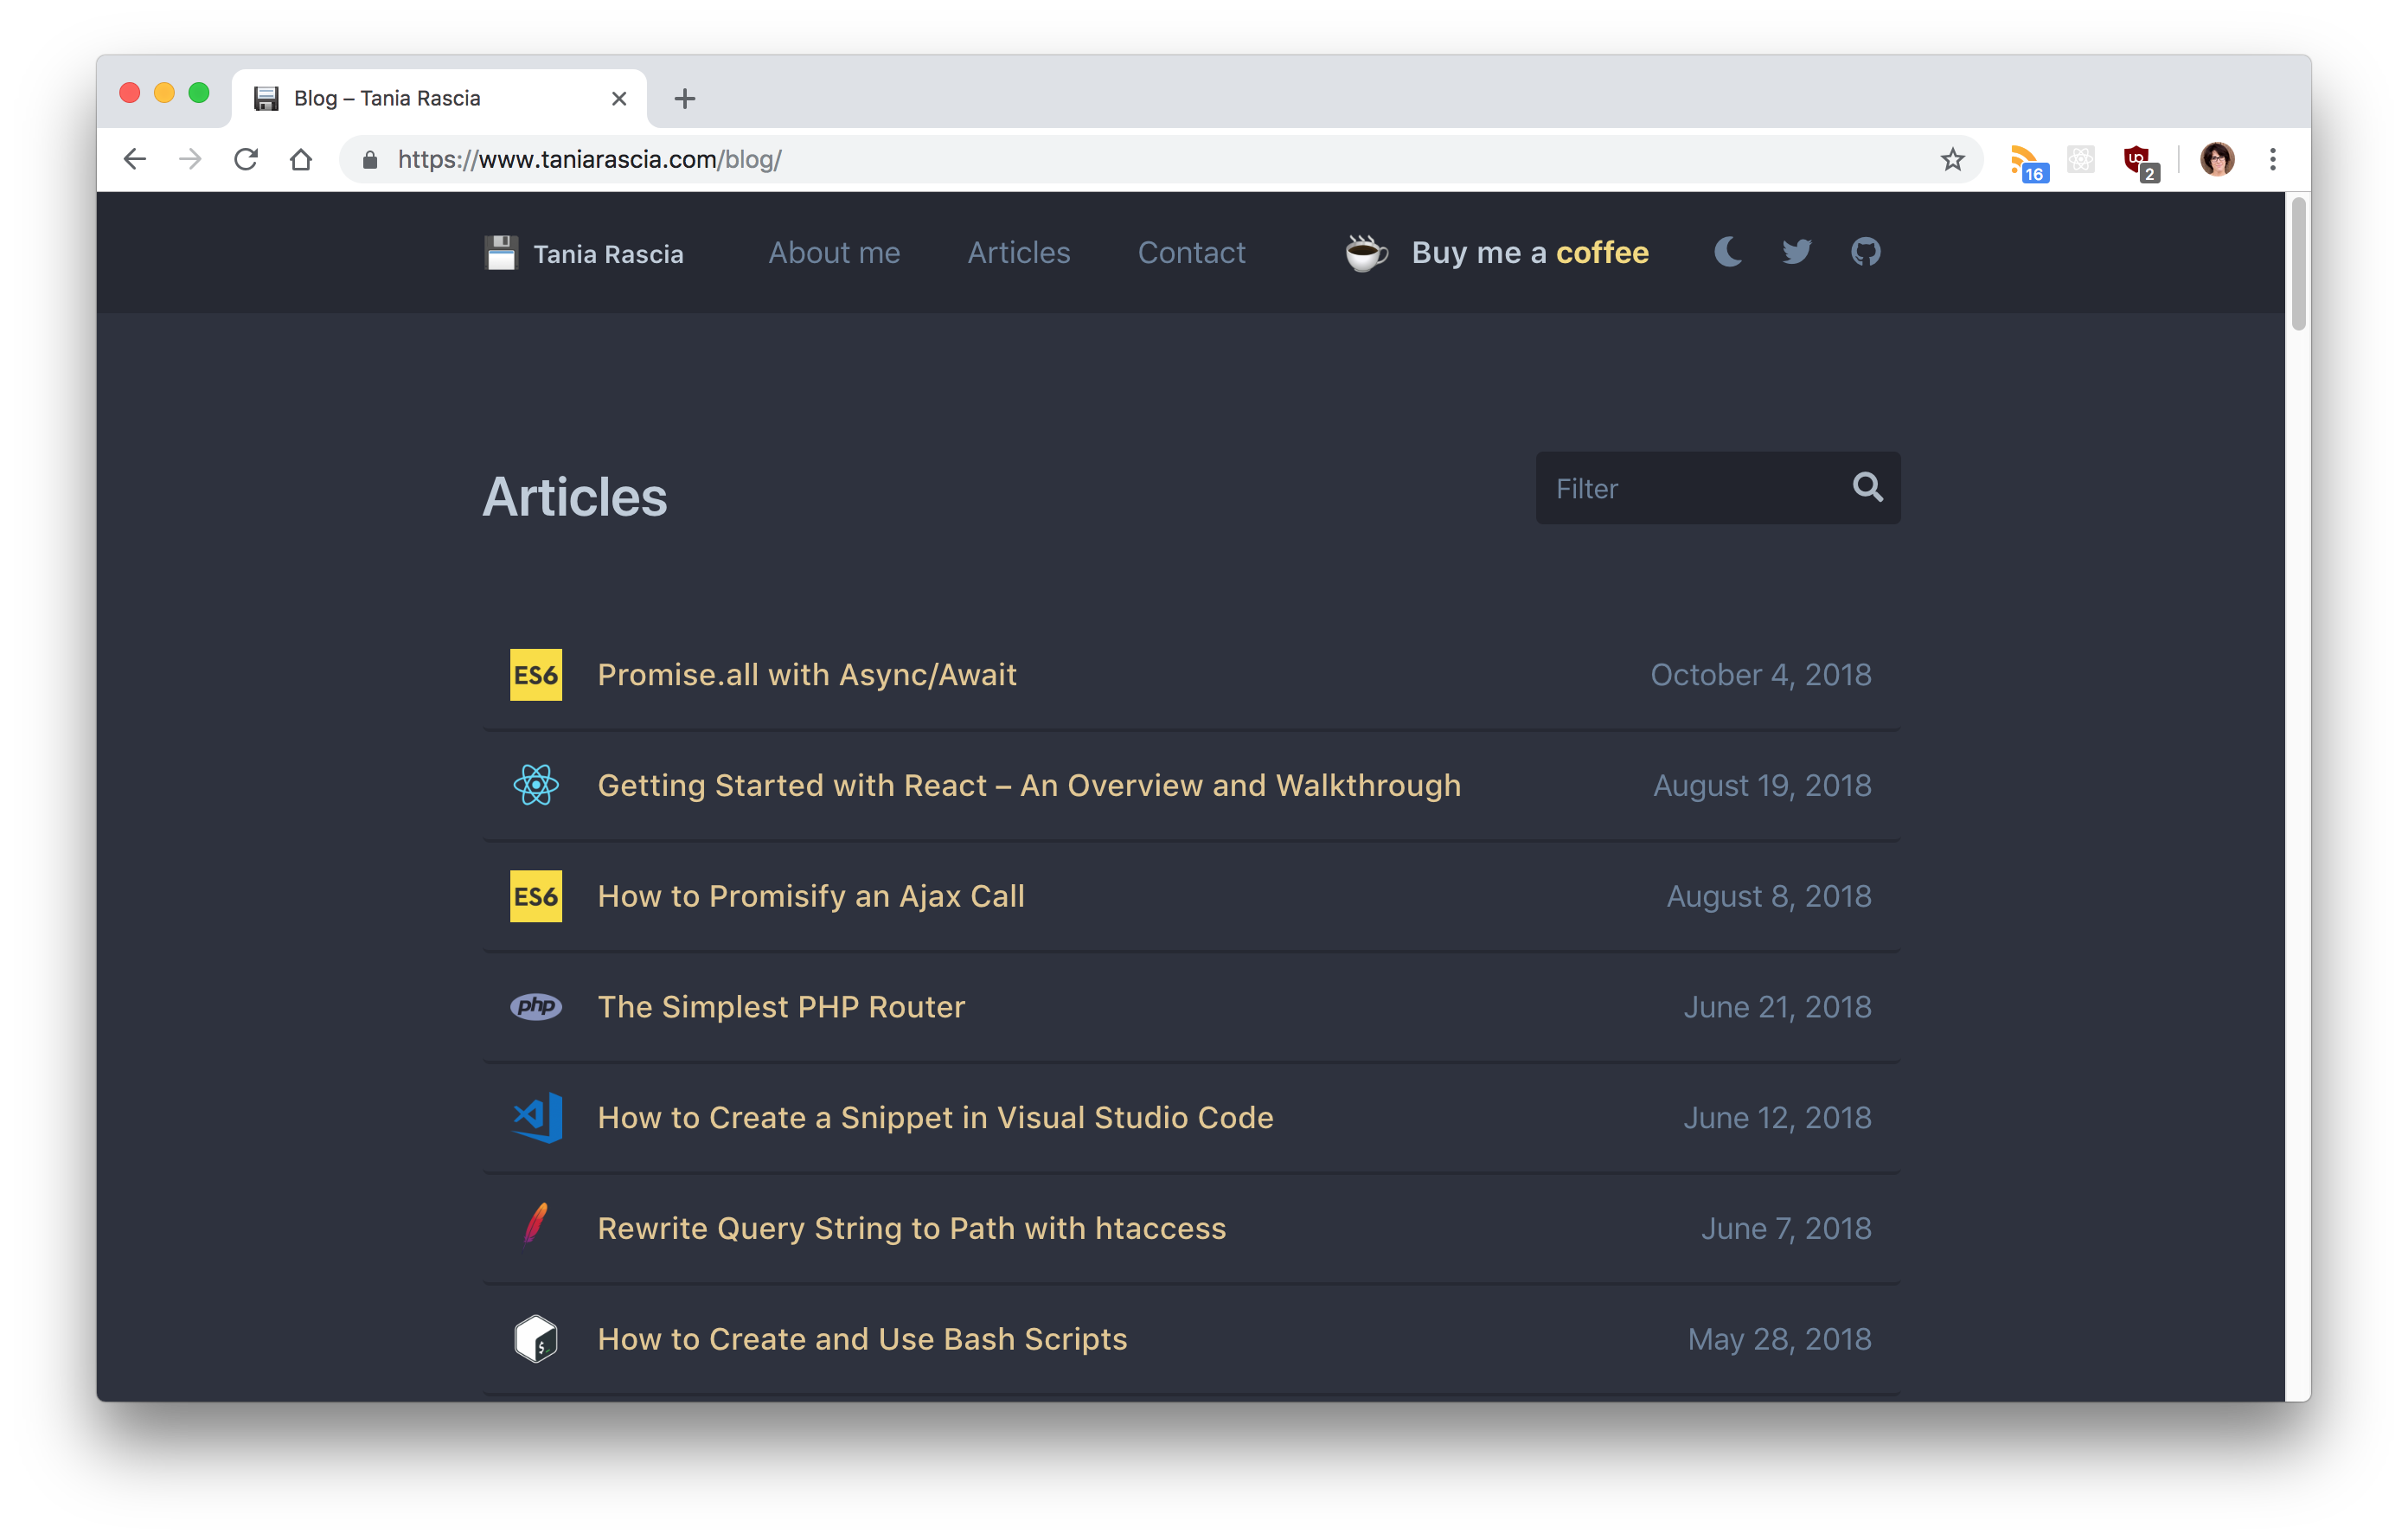 Blog – Tania Rascia
https://www.taniarascia.com/blog/
16
2
Tania Rascia About me Articles Contact Buy me a coffee
Articles
Filter
ES6 Promise.all with Async/Await October 4, 2018
Getting Started with React – An Overview and Walkthrough August 19, 2018
ES6 How to Promisify an Ajax Call August 8, 2018
php The Simplest PHP Router June 21, 2018
How to Create a Snippet in Visual Studio Code June 12, 2018
Rewrite Query String to Path with htaccess June 7, 2018
How to Create and Use Bash Scripts May 28, 2018